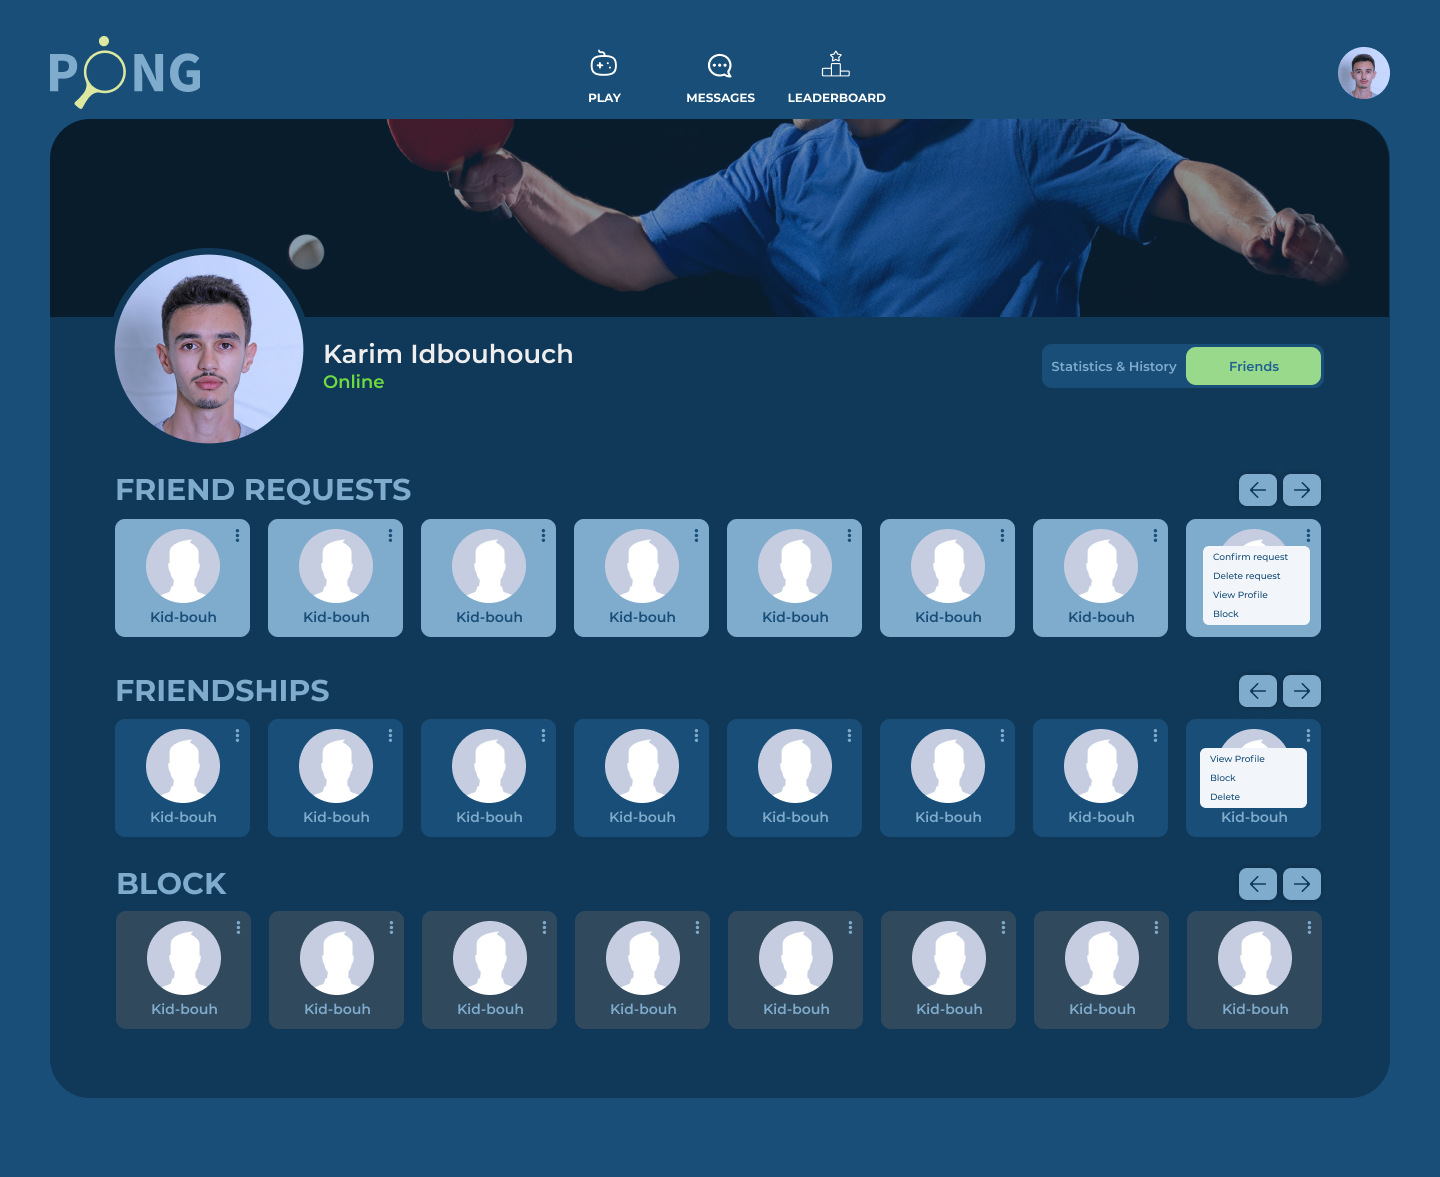 PONG
PLAY
MESSAGES
LEADERBOARD
Karim Idbouhouch
Online
Statistics & History
Friends
FRIEND REQUESTS
Kid-bouh
Kid-bouh
Kid-bouh
Kid-bouh
Kid-bouh
Kid-bouh
Kid-bouh
Confirm request
Delete request
View Profile
Block
FRIENDSHIPS
Kid-bouh
Kid-bouh
Kid-bouh
Kid-bouh
Kid-bouh
Kid-bouh
Kid-bouh
View Profile
Block
Delete
Kid-bouh
BLOCK
Kid-bouh
Kid-bouh
Kid-bouh
Kid-bouh
Kid-bouh
Kid-bouh
Kid-bouh
Kid-bouh